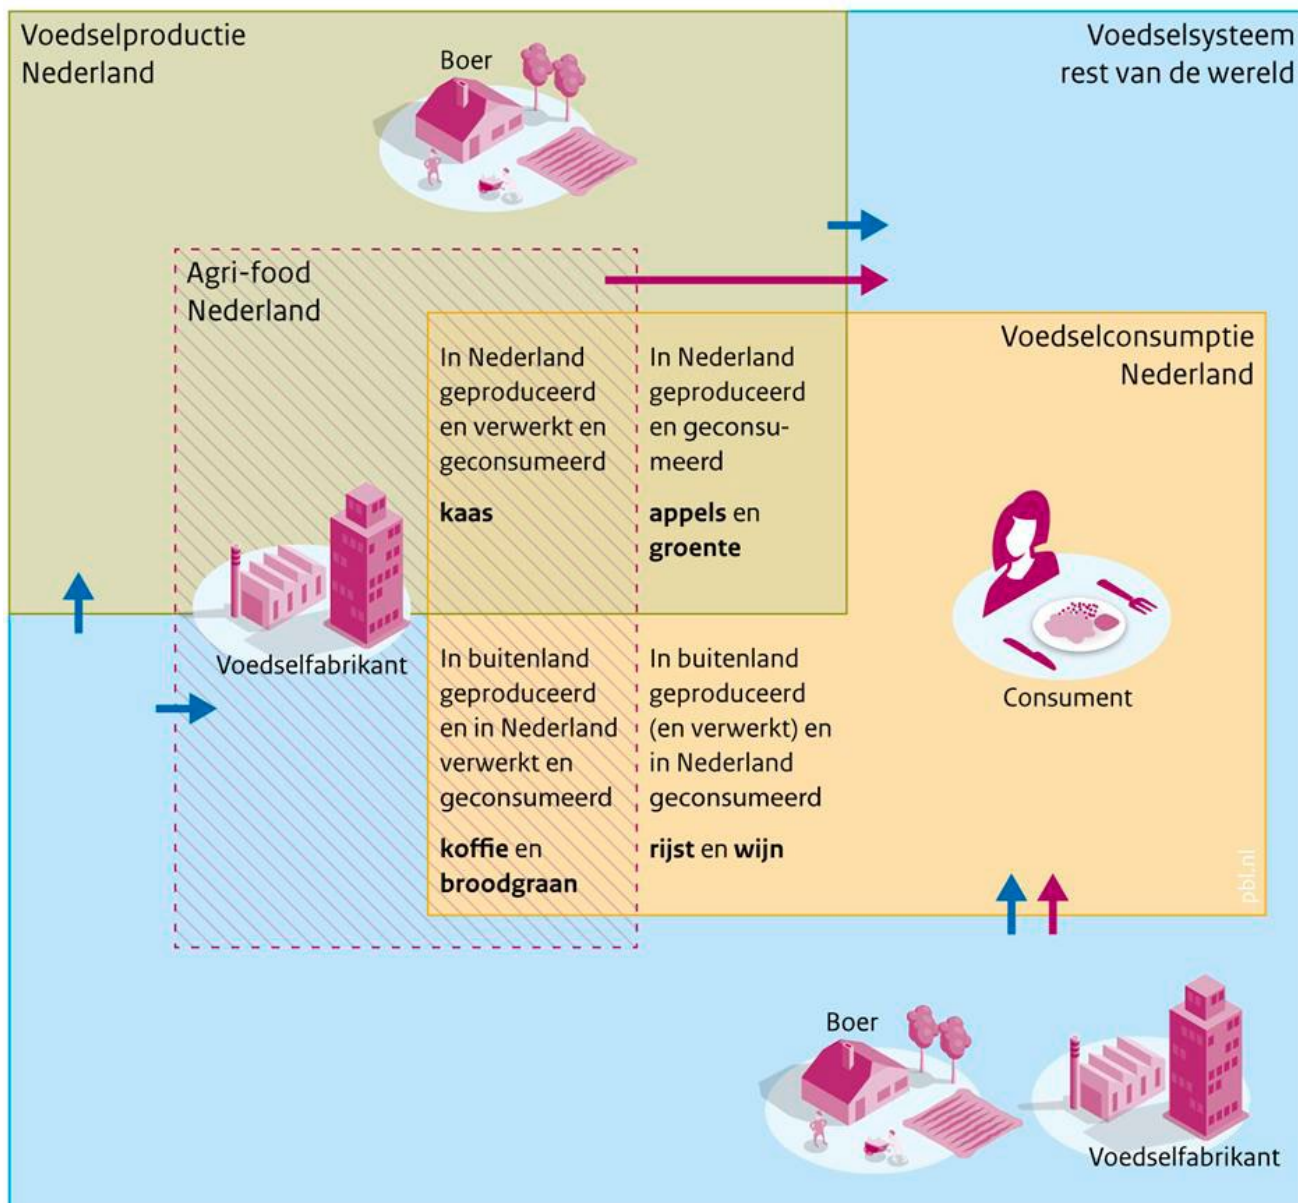 Voedselproductie
Nederland
Voedselsysteem
rest van de wereld
Boer
Agri-food
Nederland
Voedselconsumptie
Nederland
In Nederland
geproduceerd
en verwerkt en
geconsumeerd
kaas
In Nederland
geproduceerd
en geconsu-
meerd
appels en
groente
Voedselfabrikant
Consument
In buitenland
geproduceerd
en in Nederland
verwerkt en
geconsumeerd
koffie en
broodgraan
In buitenland
geproduceerd
(en verwerkt) en
in Nederland
geconsumeerd
rijst en wijn
pbl.nl
Boer
Voedselfabrikant